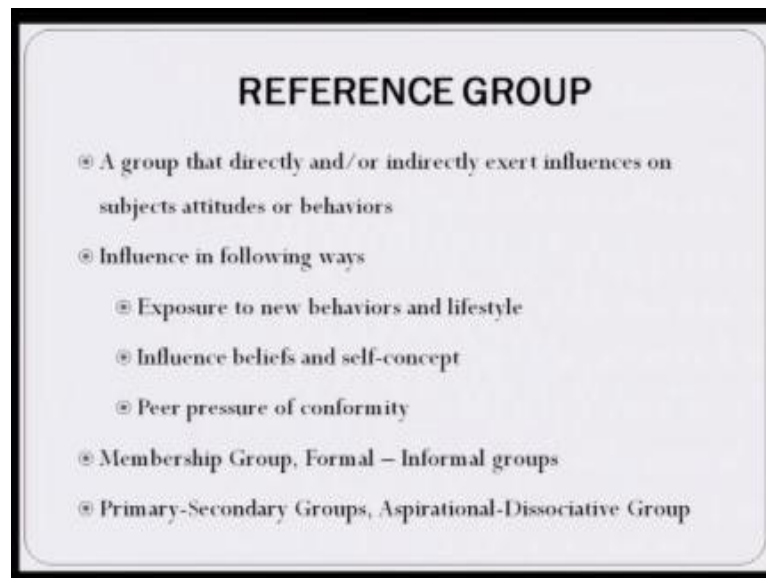 REFERENCE GROUP
A group that directly and/or indirectly exert influences on
subjects attitudes or behaviors
Influence in following ways
Exposure to new behaviors and lifestyle
Influence beliefs and self-concept
Peer pressure of conformity
Membership Group, Formal – Informal groups
Primary-Secondary Groups, Aspirational-Dissociative Group